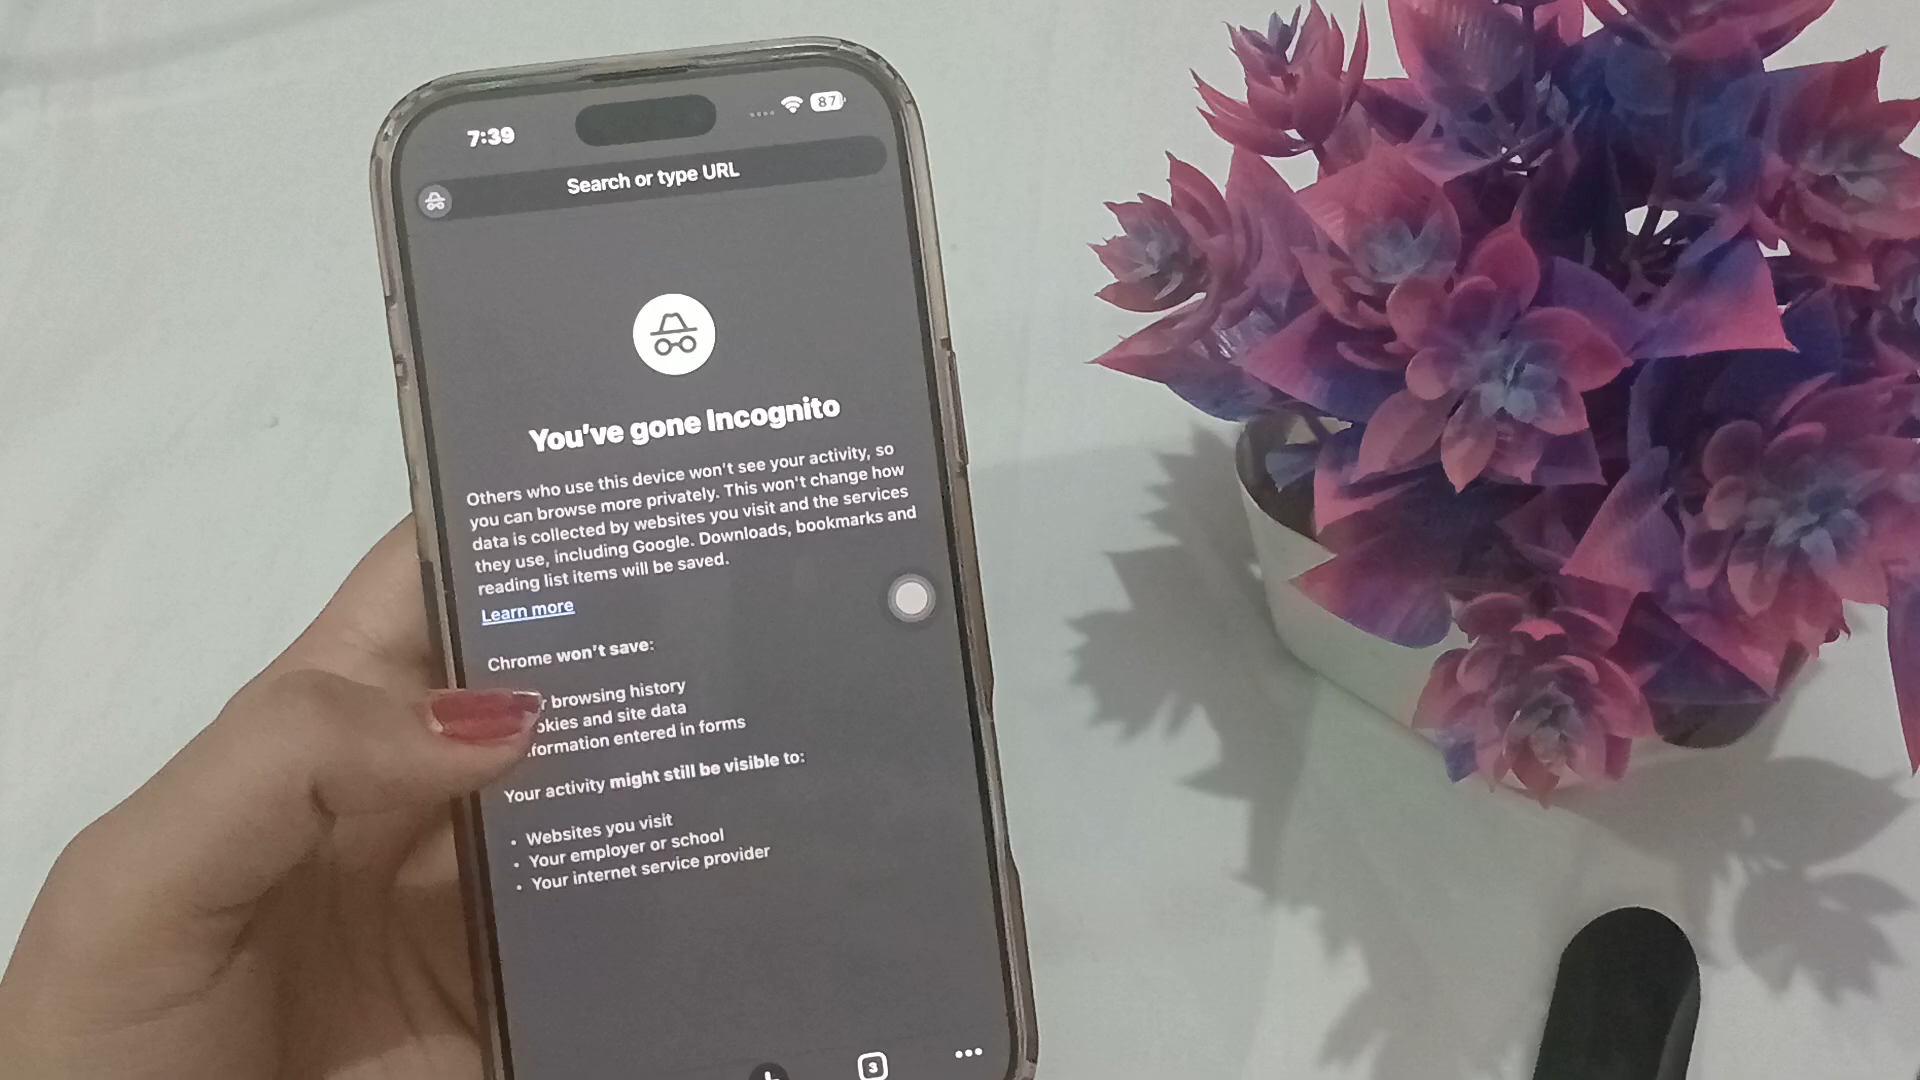 7:39
87
Search or type URL
You've gone Incognito
Others who use this device won't see your activity, so
you can browse more privately. This won't change how
data is collected by websites you visit and the services
they use, including Google. Downloads, bookmarks and
reading list items will be saved.
Learn more
Chrome won't save:
browsing history
and site data
entered in forms
Your activity might still be visible to:
• Websites you visit
• Your employer or school
• Your internet service provider
3